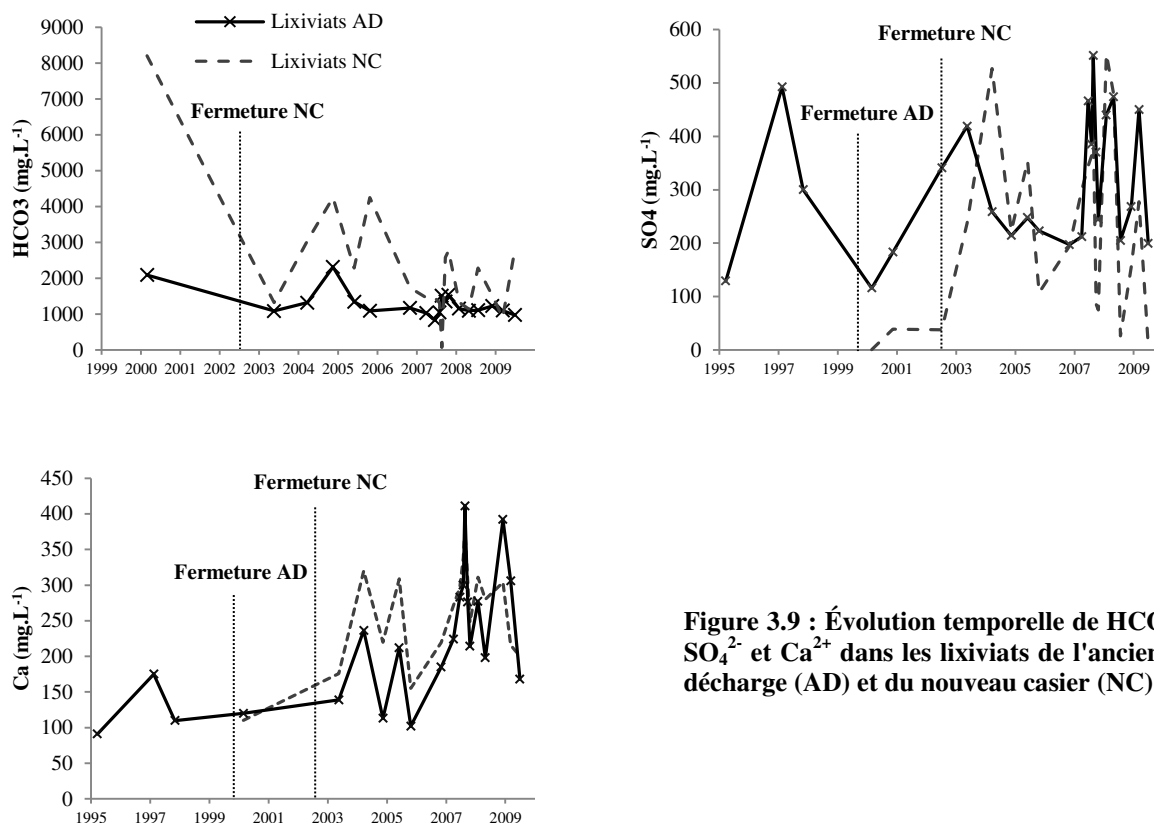 Lixiviats AD
Lixiviats NC
Fermeture NC
HCO3 (mg.L-1)
9000
8000
7000
6000
5000
4000
3000
2000
1000
0
1999 2000 2001 2002 2003 2004 2005 2006 2007 2008 2009
Fermeture NC
Fermeture AD
SO4 (mg.L-1)
600
500
400
300
200
100
0
1995 1997 1999 2001 2003 2005 2007 2009
Fermeture NC
Fermeture AD
Ca (mg.L-1)
450
400
350
300
250
200
150
100
50
0
1995 1997 1999 2001 2003 2005 2007 2009
Figure 3.9 : Évolution temporelle de HCO
SO42- et Ca2+ dans les lixiviats de l'ancien
décharge (AD) et du nouveau casier (NC)